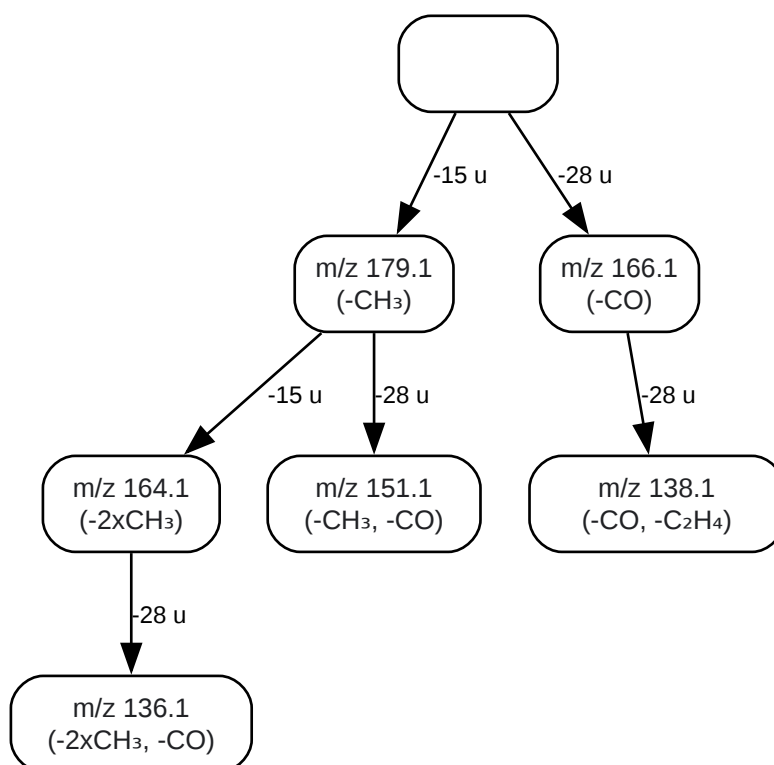 -15 u
-28 u
m/z 179.1
(-CH₃)
m/z 166.1
(-CO)
-15 u
-28 u
-28 u
m/z 164.1
(-2xCH₃)
m/z 151.1
(-CH₃, -CO)
m/z 138.1
(-CO, -C₂H₄)
-28 u
m/z 136.1
(-2xCH₃, -CO)